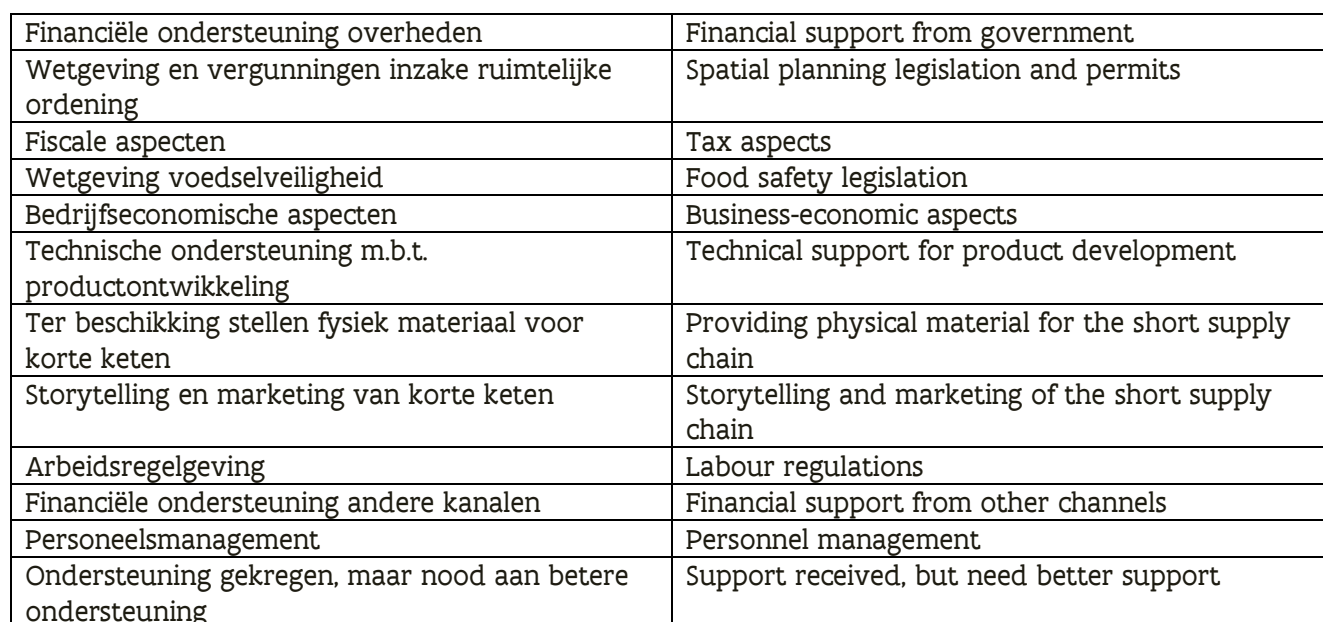 Financiële ondersteuning overheden
Financial support from government
Wetgeving en vergunningen inzake ruimtelijke
ordening
Spatial planning legislation and permits
Fiscale aspecten
Tax aspects
Wetgeving voedselveiligheid
Food safety legislation
Bedrijfseconomische aspecten
Business-economic aspects
Technische ondersteuning m.b.t.
productontwikkeling
Technical support for product development
Ter beschikking stellen fysiek materiaal voor
korte keten
Providing physical material for the short supply
chain
Storytelling en marketing van korte keten
Storytelling and marketing of the short supply
chain
Arbeidsregelgeving
Labour regulations
Financiële ondersteuning andere kanalen
Financial support from other channels
Personeelsmanagement
Personnel management
Ondersteuning gekregen, maar nood aan betere
ondersteuning
Support received, but need better support